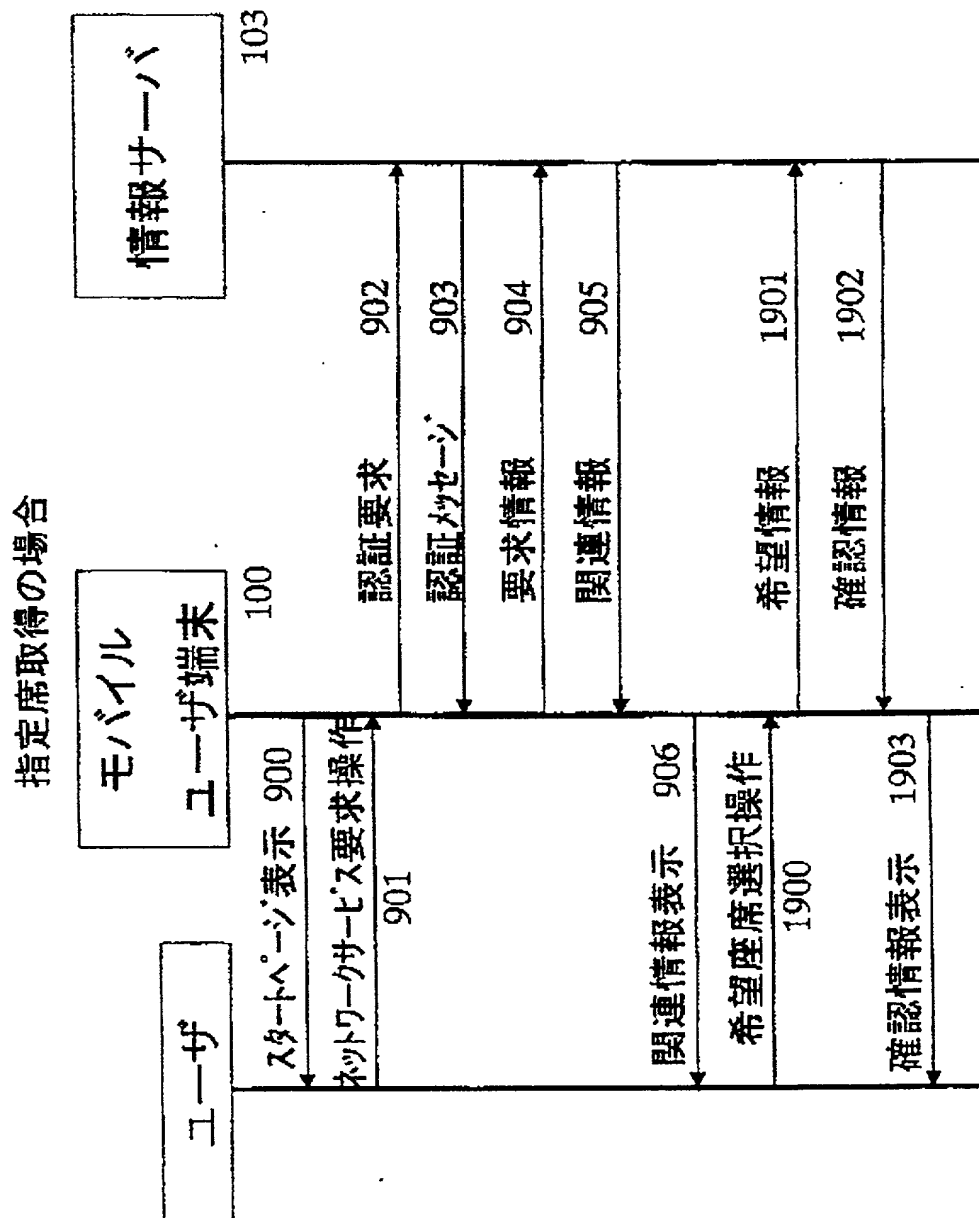 指定席取得の場合
ユーザ
モバイル
ユーザ端末
100
情報サーバ
103
スタートページ表示 900
ネットワークサービス要求操作
901
認証要求 902
認証メッセージ 903
要求情報 904
関連情報 905
関連情報表示 906
希望座席選択操作
1900
希望情報 1901
確認情報 1902
確認情報表示 1903